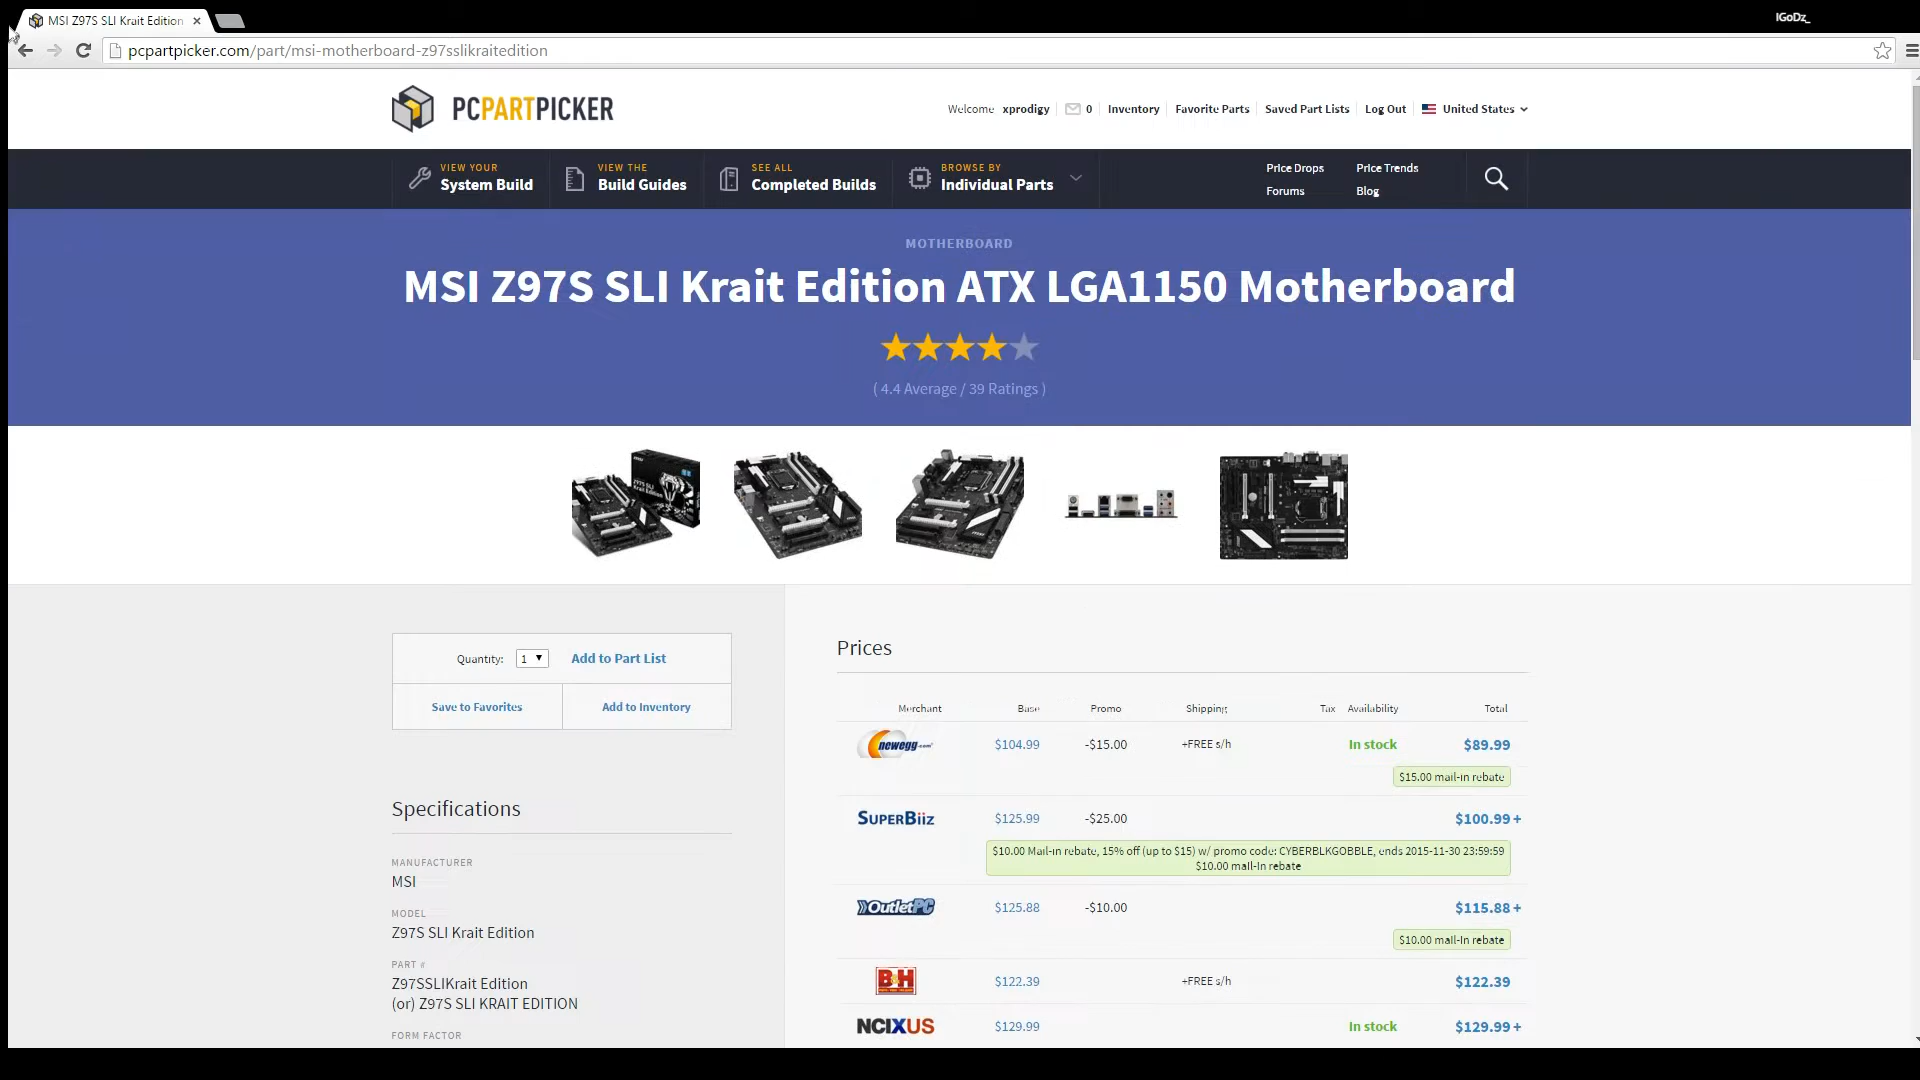 MSI Z97S SLI Krait Edition
IGoDz_
pcpartpicker.com/part/msi-motherboard-z97sslikraitedition
PCPARTPICKER
Welcome xprodigy 0 Inventory Favorite Parts Saved Part Lists Log Out United States
VIEW YOUR
System Build
VIEW THE
Build Guides
SEE ALL
Completed Builds
BROWSE BY
Individual Parts
Price Drops Price Trends
Forums Blog
MOTHERBOARD
MSI Z97S SLI Krait Edition ATX LGA1150 Motherboard
( 4.4 Average / 39 Ratings )
Quantity: 1 Add to Part List
Save to Favorites Add to Inventory
Specifications
MANUFACTURER
MSI
MODEL
Z97S SLI Krait Edition
PART #
Z97SSLIKrait Edition
(or) Z97S SLI KRAIT EDITION
FORM FACTOR
Prices
Merchant Base Promo Shipping Tax Availability Total
newegg.com $104.99 -$15.00 +FREE s/h In stock $89.99
$15.00 mail-in rebate
SUPERBiiZ $125.99 -$25.00 $100.99 +
$10.00 Mail-in rebate, 15% off (up to $15) w/ promo code: CYBERBLKGOBBLE, ends 2015-11-30 23:59:59
$10.00 mail-In rebate
OutletPC $125.88 -$10.00 $115.88 +
$10.00 mail-In rebate
B&H $122.39 +FREE s/h $122.39
NCIXUS $129.99 In stock $129.99 +